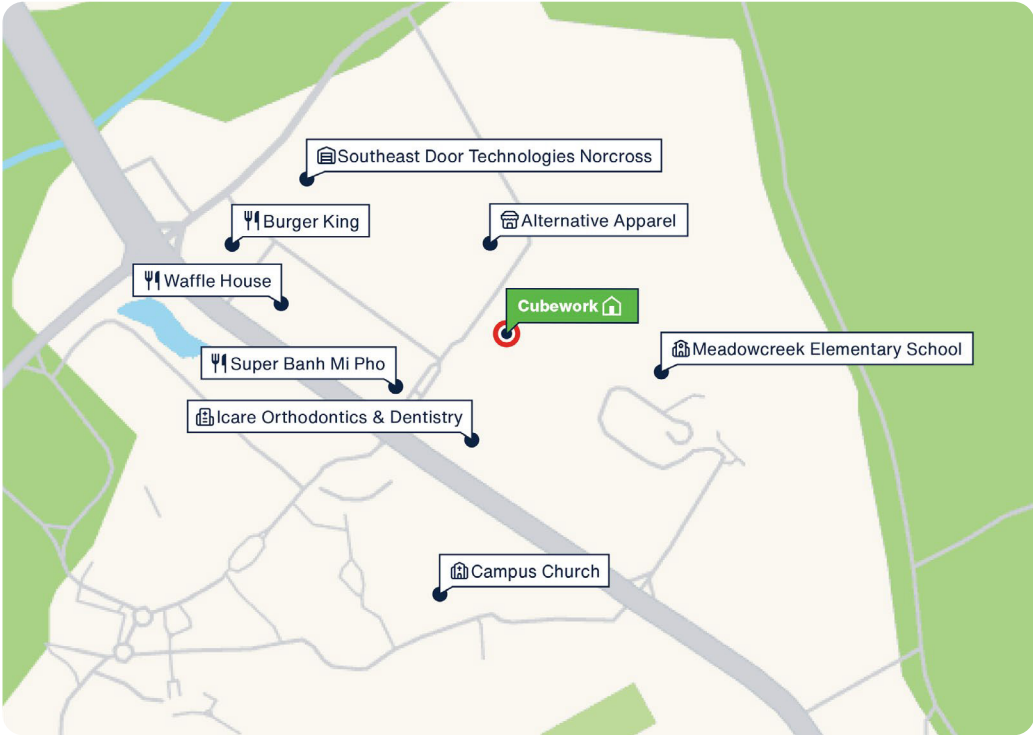 Southeast Door Technologies Norcross
Burger King
Alternative Apparel
Waffle House
Cubework
Meadowcreek Elementary School
Super Banh Mi Pho
Icare Orthodontics & Dentistry
Campus Church